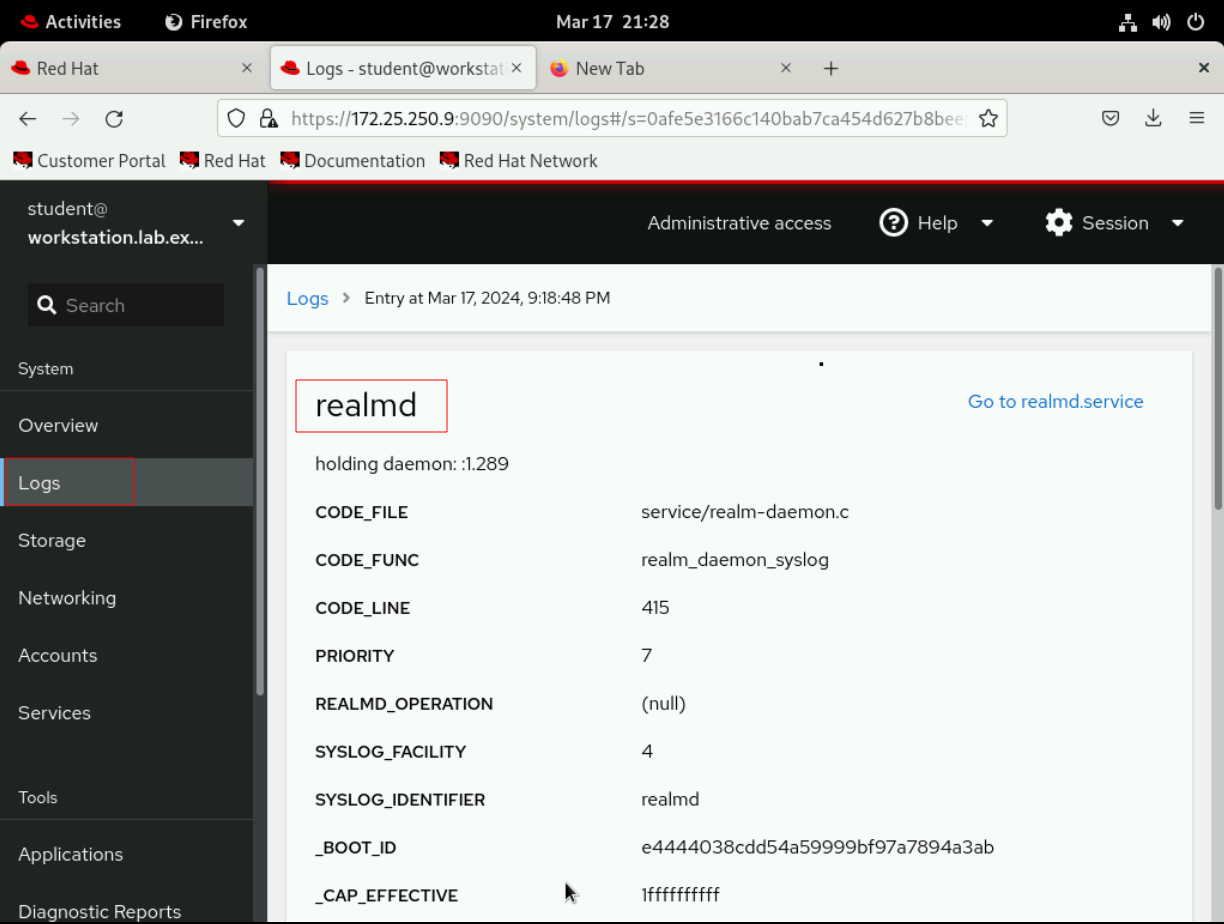 Activities Firefox Mar 17 21:28
Red Hat Logs - student@workstati New Tab
https://172.25.250.9:9090/system/logs#/s=0afe5e3166c140bab7ca454d627b8bee
Customer Portal Red Hat Documentation Red Hat Network
student@
workstation.lab.ex...
Administrative access Help Session
Search
System
Overview
Logs
Storage
Networking
Accounts
Services
Tools
Applications
Diagnostic Reports
Logs > Entry at Mar 17, 2024, 9:18:48 PM
realmd
Go to realmd.service
holding daemon: :1.289
CODE_FILE service/realm-daemon.c
CODE_FUNC realm_daemon_syslog
CODE_LINE 415
PRIORITY 7
REALMD_OPERATION (null)
SYSLOG_FACILITY 4
SYSLOG_IDENTIFIER realmd
_BOOT_ID e4444038cdd54a59999bf97a7894a3ab
_CAP_EFFECTIVE 1ffffffffff